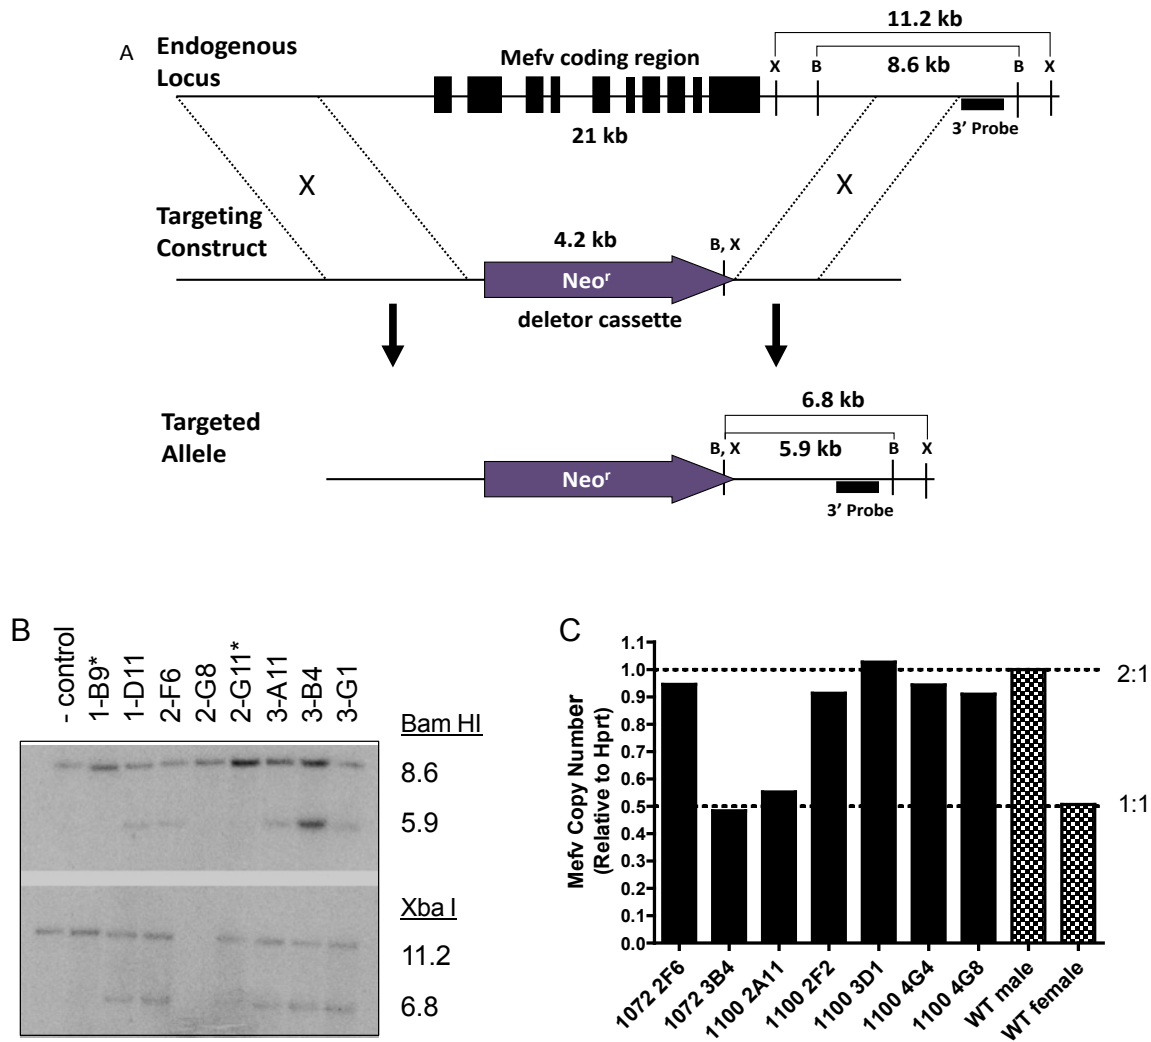 A
Endogenous
Locus
Mefv coding region
11.2 kb
X B 8.6 kb B X
21 kb
3’ Probe
X X
Targeting
Construct
4.2 kb
B, X
Neoʳ
deletor cassette
Targeted
Allele
6.8 kb
B, X 5.9 kb B X
Neoʳ
3’ Probe
B
- control
1-B9*
1-D11
2-F6
2-G8
2-G11*
3-A11
3-B4
3-G1
Bam HI
8.6
5.9
Xba I
11.2
6.8
C
Mefv Copy Number
(Relative to Hprt)
1.1
1.0
0.9
0.8
0.7
0.6
0.5
0.4
0.3
0.2
0.1
0.0
2:1
1:1
1072 2F6
1072 3B4
1100 2A11
1100 2F2
1100 3D1
1100 4G4
1100 4G8
WT male
WT female